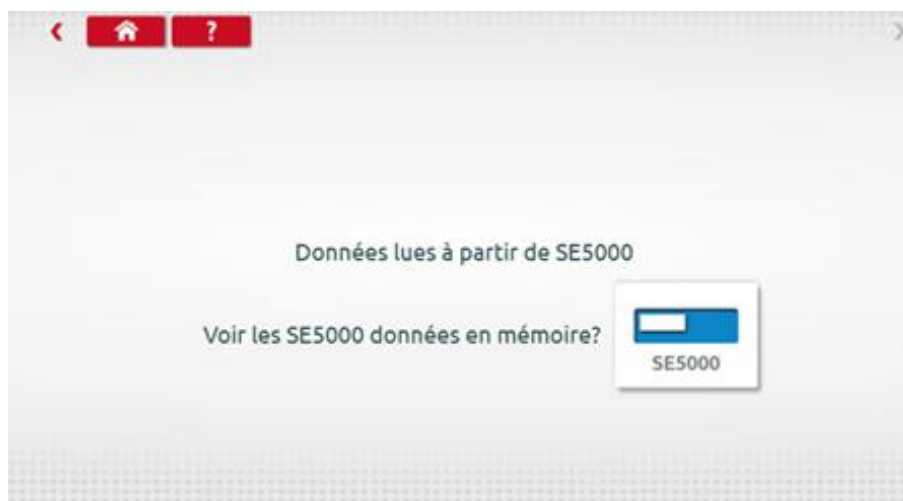 ?
Données lues à partir de SE5000
Voir les SE5000 données en mémoire?
SE5000